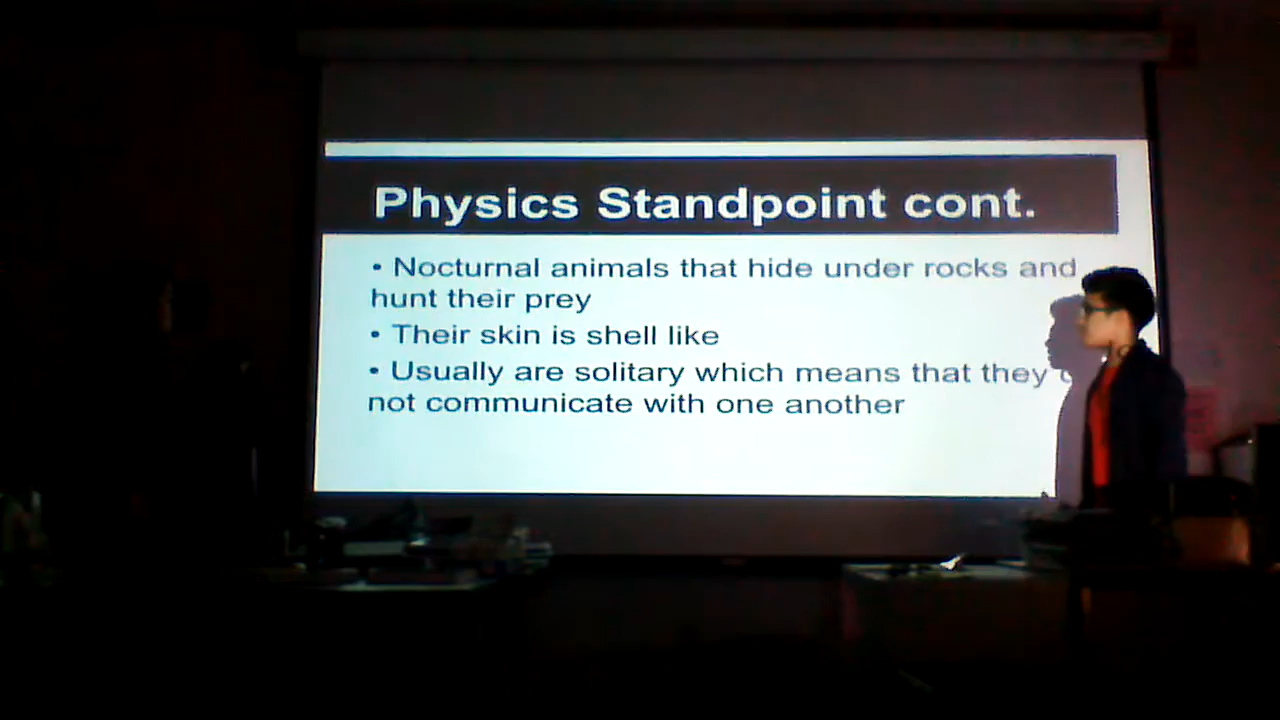 Physics Standpoint cont.
• Nocturnal animals that hide under rocks and
hunt their prey
• Their skin is shell like
• Usually are solitary which means that they
not communicate with one another